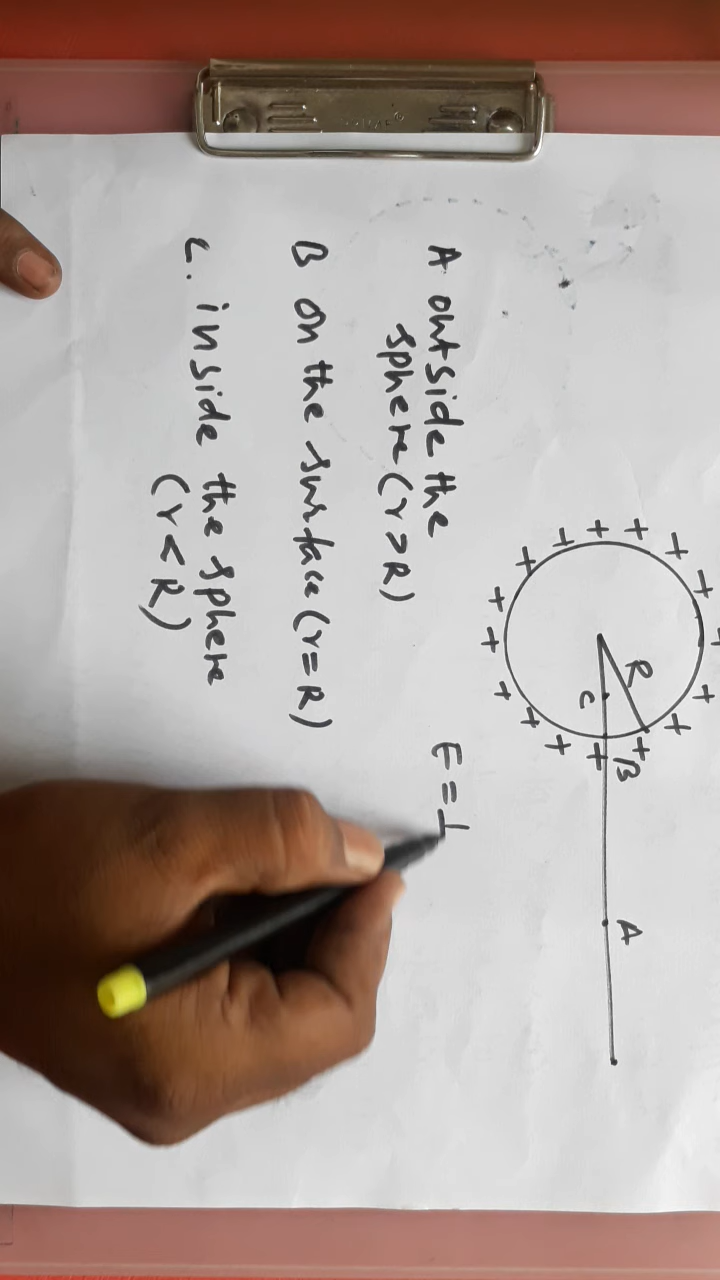 + + + + + + + + + + + + + + + + + +
R
C
B
A
A outside the
sphere (r > R)
E = 1
B on the surface (r = R)
C. inside the sphere
(r < R)